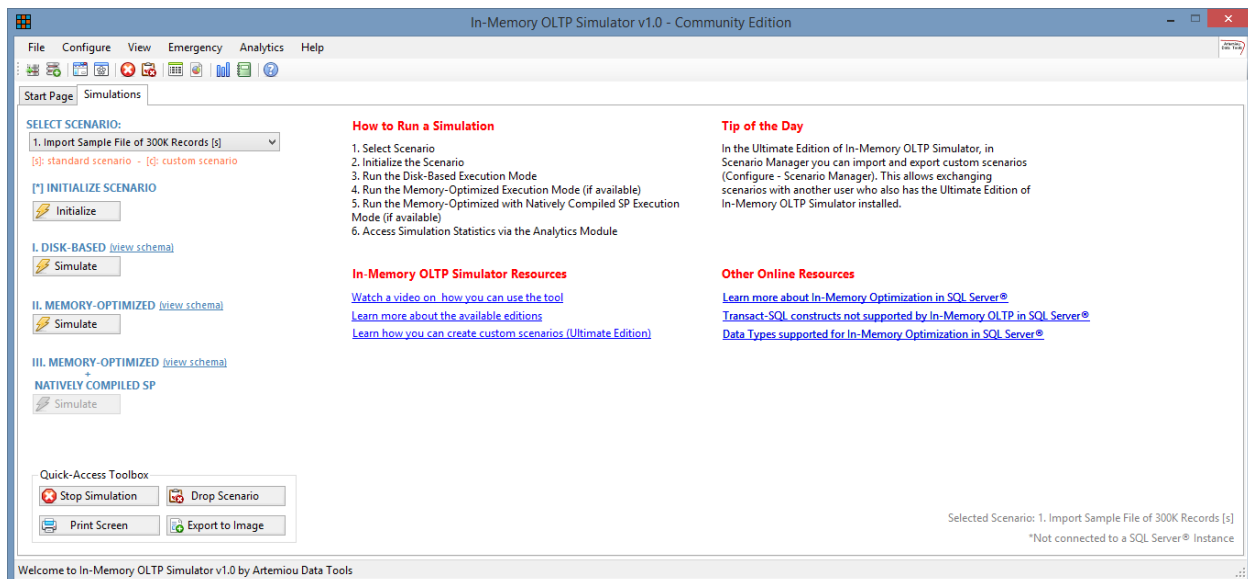 In-Memory OLTP Simulator v1.0 - Community Edition
File Configure View Emergency Analytics Help
Start Page Simulations
SELECT SCENARIO:
1. Import Sample File of 300K Records [s]
[s]: standard scenario - [c]: custom scenario
[*] INITIALIZE SCENARIO
Initialize
I. DISK-BASED (view schema)
Simulate
II. MEMORY-OPTIMIZED (view schema)
Simulate
III. MEMORY-OPTIMIZED (view schema)
+
NATIVELY COMPILED SP
Simulate
Quick-Access Toolbox
Stop Simulation Drop Scenario
Print Screen Export to Image
How to Run a Simulation
1. Select Scenario
2. Initialize the Scenario
3. Run the Disk-Based Execution Mode
4. Run the Memory-Optimized Execution Mode (if available)
5. Run the Memory-Optimized with Natively Compiled SP Execution
Mode (if available)
6. Access Simulation Statistics via the Analytics Module
In-Memory OLTP Simulator Resources
Watch a video on how you can use the tool
Learn more about the available editions
Learn how you can create custom scenarios (Ultimate Edition)
Tip of the Day
In the Ultimate Edition of In-Memory OLTP Simulator, in
Scenario Manager you can import and export custom scenarios
(Configure - Scenario Manager). This allows exchanging
scenarios with another user who also has the Ultimate Edition of
In-Memory OLTP Simulator installed.
Other Online Resources
Learn more about In-Memory Optimization in SQL Server®
Transact-SQL constructs not supported by In-Memory OLTP in SQL Server®
Data Types supported for In-Memory Optimization in SQL Server®
Selected Scenario: 1. Import Sample File of 300K Records [s]
*Not connected to a SQL Server® Instance
Welcome to In-Memory OLTP Simulator v1.0 by Artemiou Data Tools